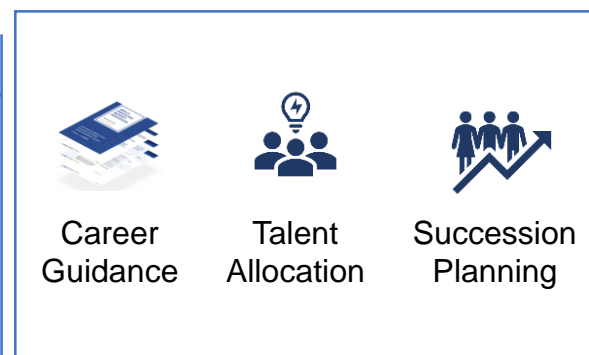 Career
Guidance
Talent
Allocation
Succession
Planning